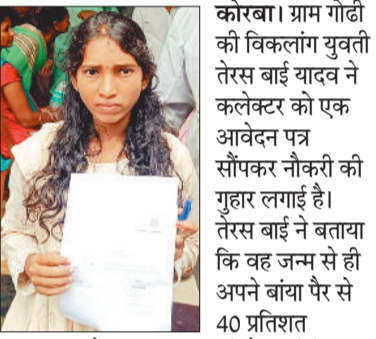 कोरबा। ग्राम गोढी
की विकलांग युवती
तेरस बाई यादव ने
कलेक्टर को एक
आवेदन पत्र
सौंपकर नौकरी की
गुहार लगाई है।
तेरस बाई ने बताया
कि वह जन्म से ही
अपने बांया पैर से
40 प्रतिशत